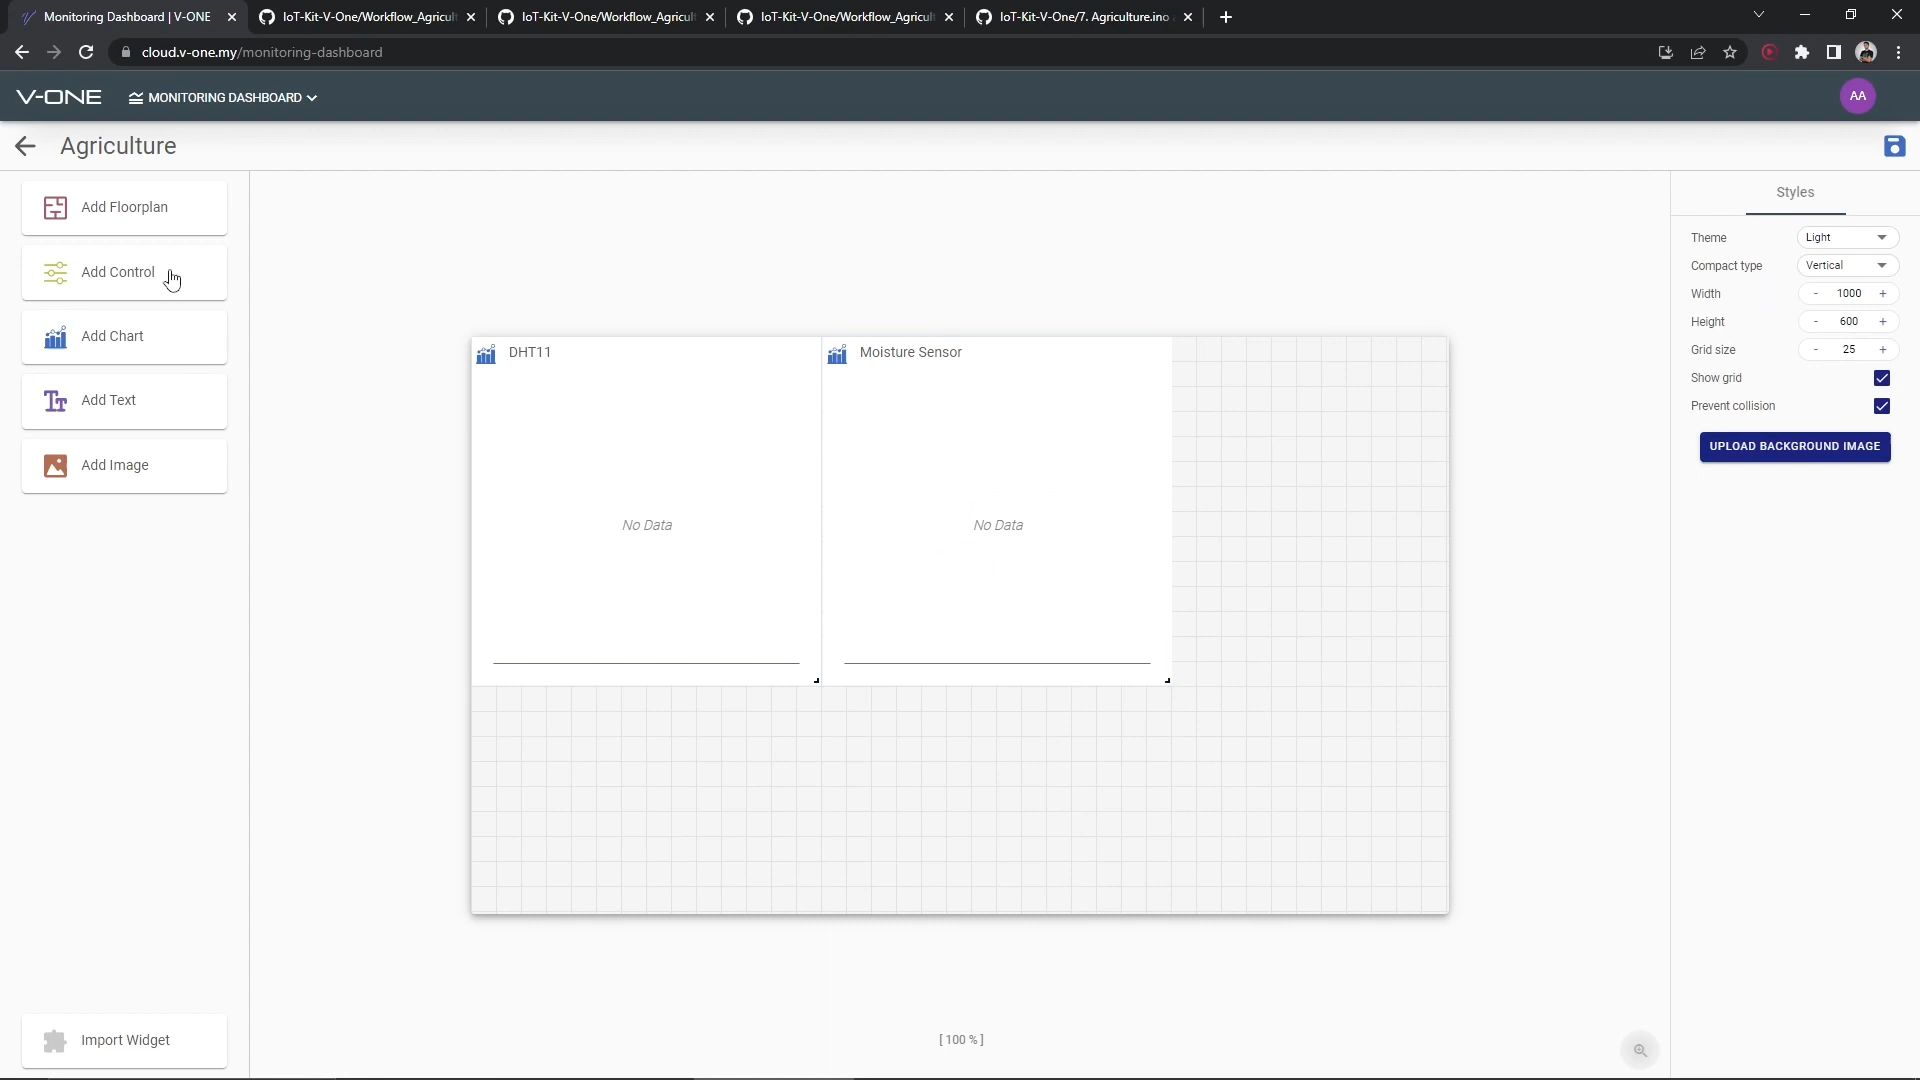 Monitoring Dashboard | V-ONE
IoT-Kit-V-One/Workflow_Agricul
IoT-Kit-V-One/Workflow_Agricul
IoT-Kit-V-One/Workflow_Agricul
IoT-Kit-V-One/7. Agriculture.ino
cloud.v-one.my/monitoring-dashboard
V-ONE
MONITORING DASHBOARD
AA
Agriculture
Add Floorplan
Add Control
Add Chart
Add Text
Add Image
Import Widget
DHT11
No Data
Moisture Sensor
No Data
[ 100 % ]
Styles
Theme
Light
Compact type
Vertical
Width
- 1000 +
Height
- 600 +
Grid size
- 25 +
Show grid
Prevent collision
UPLOAD BACKGROUND IMAGE